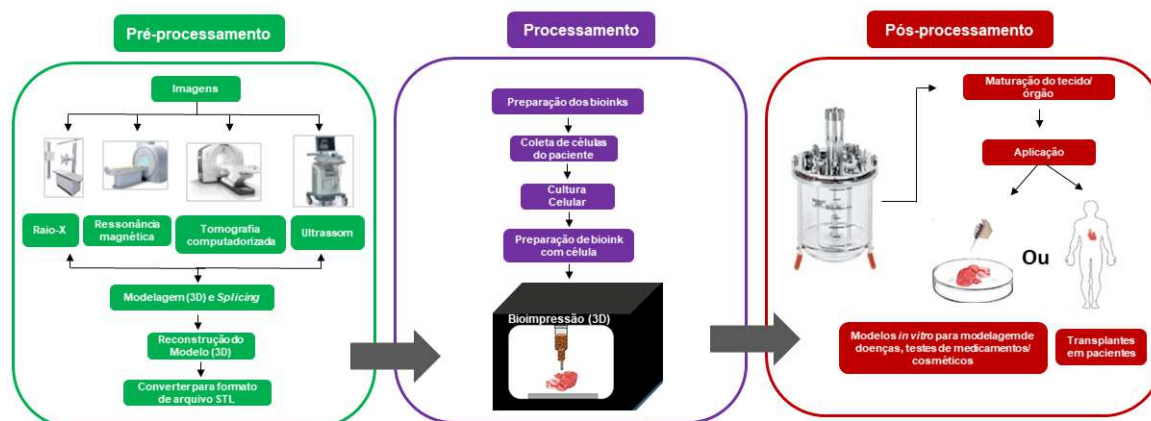 Pré-processamento
Imagens
Raio-X
Ressonância
magnética
Tomografia
computadorizada
Ultrassom
Modelagem (3D) e Splicing
Reconstrução do
Modelo (3D)
Converter para formato
de arquivo STL
Processamento
Preparação dos bioinks
Coleta de células
do paciente
Cultura
Celular
Preparação de bioink
com célula
Bioimpressão (3D)
Pós-processamento
Maturação do tecido/
órgão
Aplicação
Ou
Modelos in vitro para modelagem de
doenças, testes de medicamentos/
cosméticos
Transplantes
em pacientes